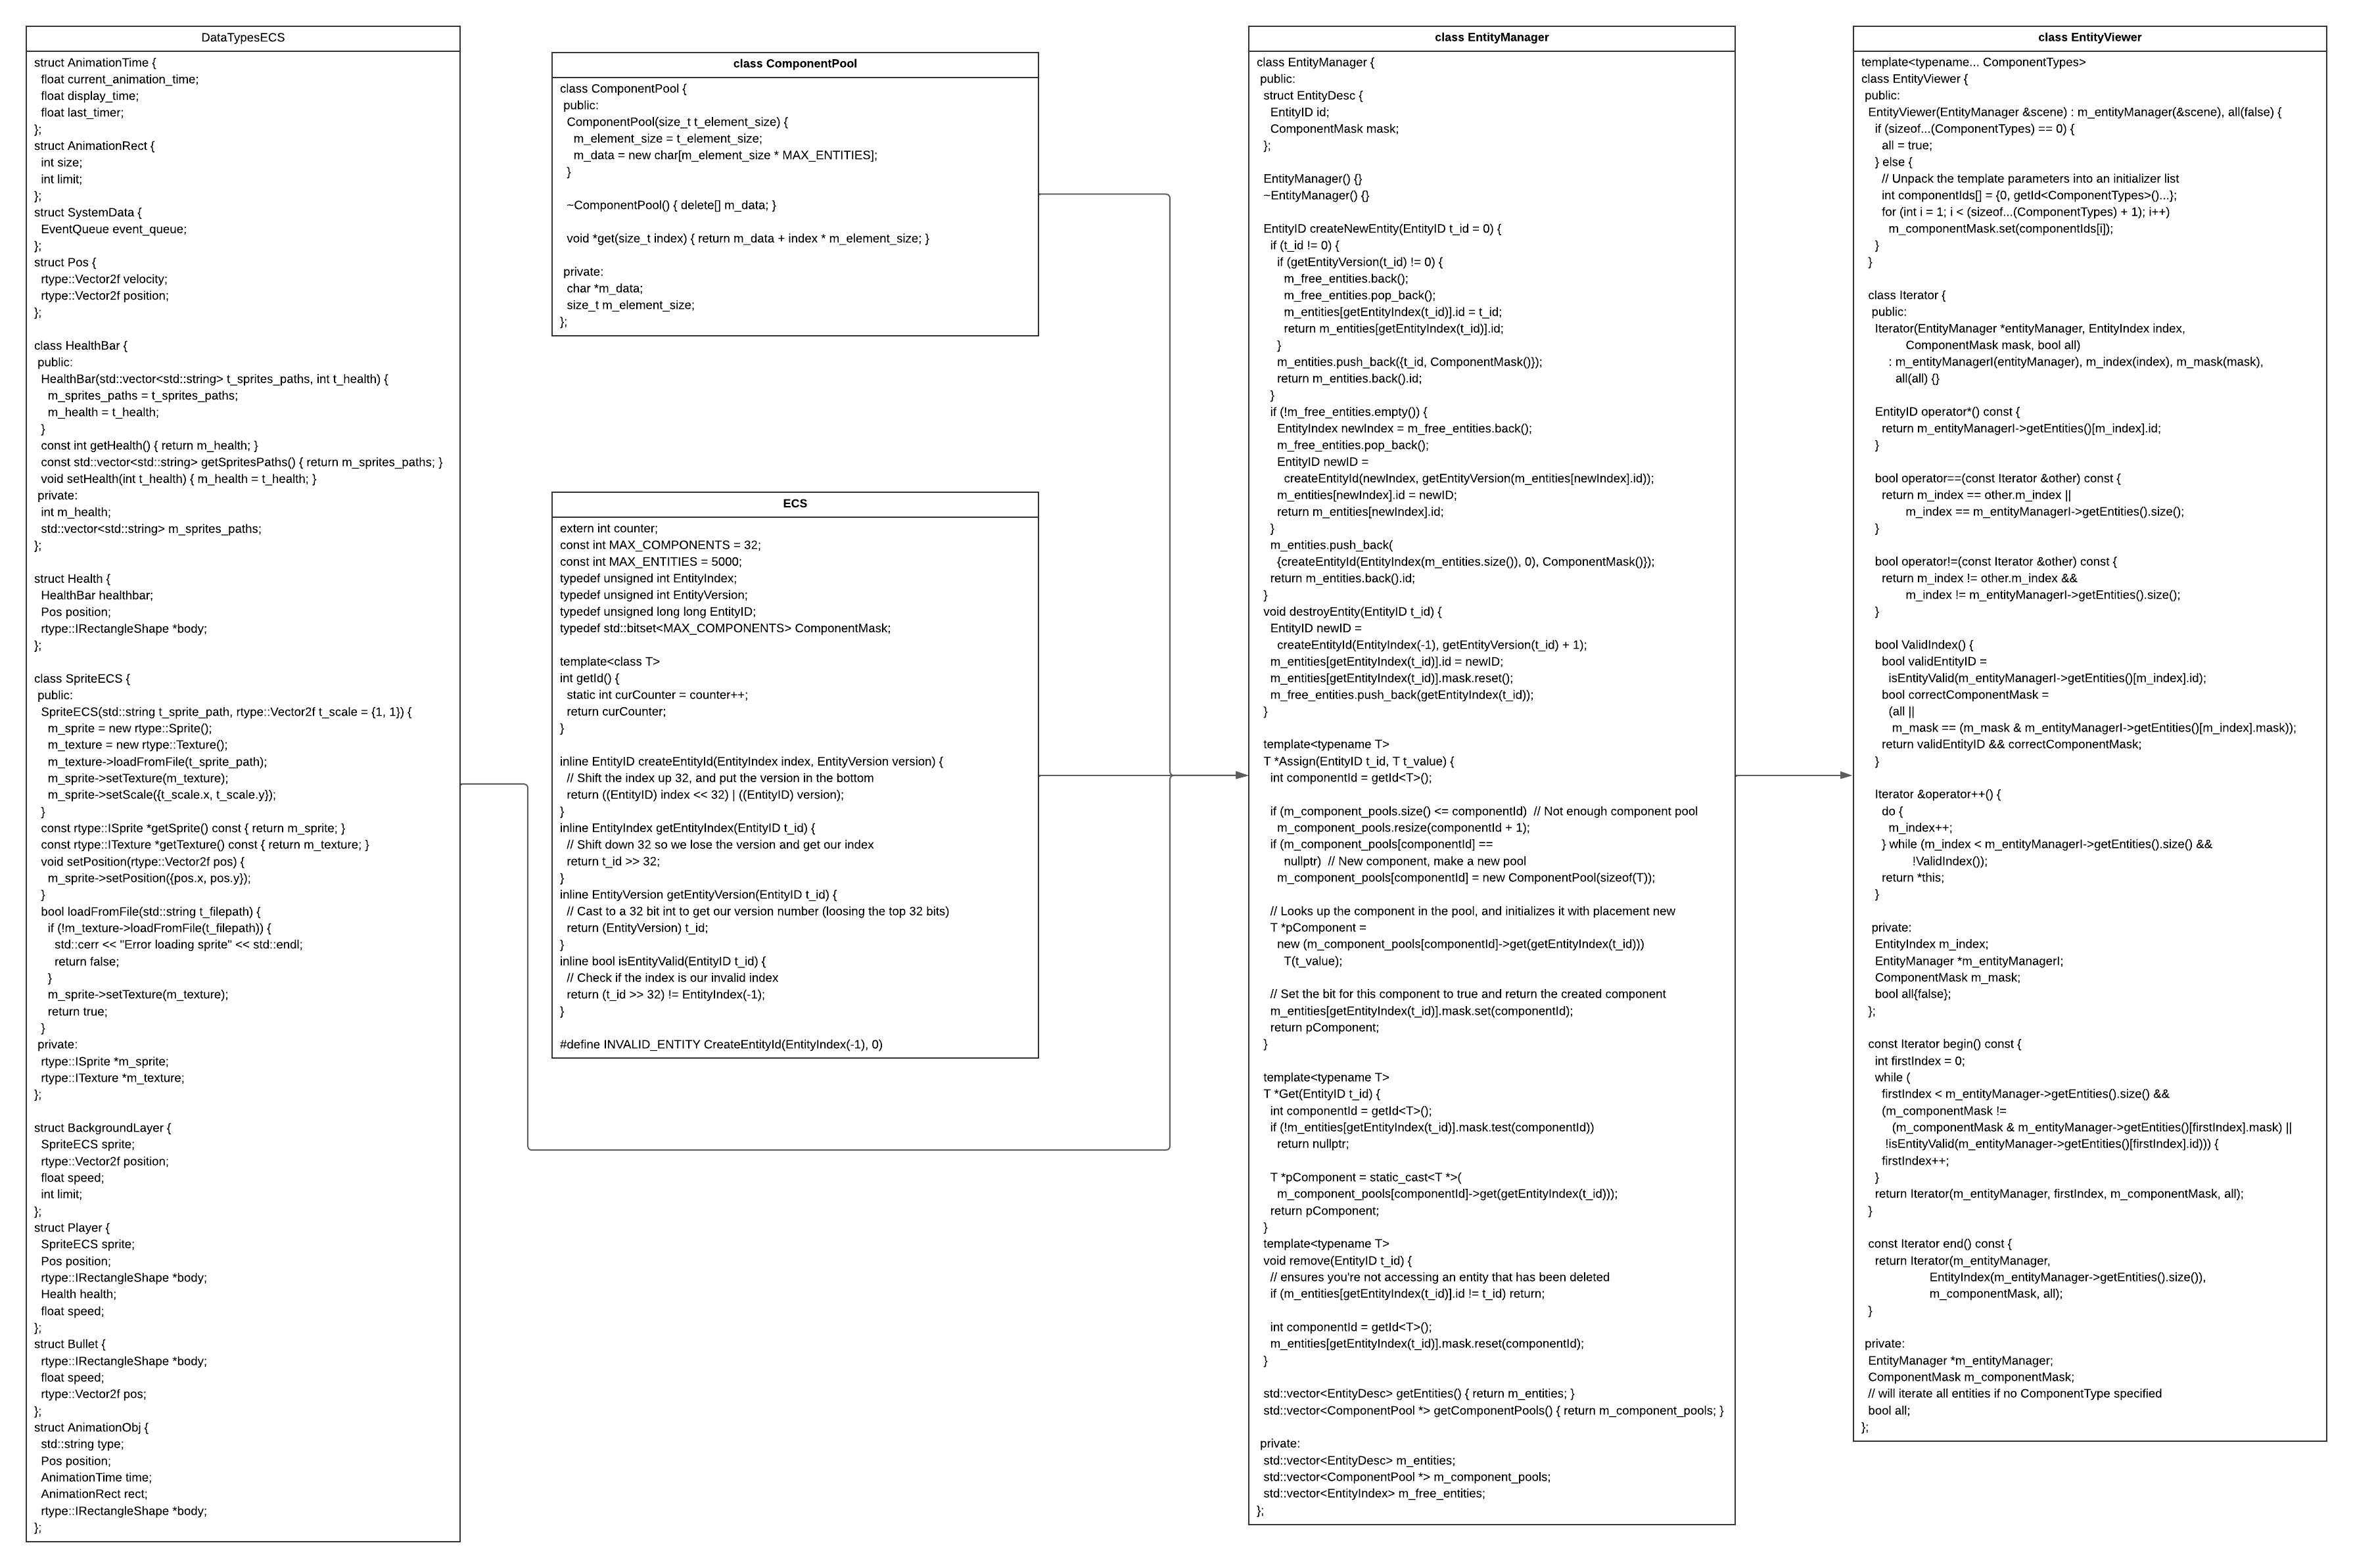 DataTypesECS
struct AnimationTime {
float current_animation_time;
float display_time;
float last_timer;
};
struct AnimationRect {
int size;
int limit;
};
struct SystemData {
EventQueue event_queue;
};
struct Pos {
rtype::Vector2f velocity;
rtype::Vector2f position;
};
class HealthBar {
public:
HealthBar(std::vector<std::string> t_sprites_paths, int t_health) {
m_sprites_paths = t_sprites_paths;
m_health = t_health;
}
const int getHealth() { return m_health; }
const std::vector<std::string> getSpritesPaths() { return m_sprites_paths; }
void setHealth(int t_health) { m_health = t_health; }
private:
int m_health;
std::vector<std::string> m_sprites_paths;
};
struct Health {
HealthBar healthbar;
Pos position;
rtype::IRectangleShape *body;
};
class SpriteECS {
public:
SpriteECS(std::string t_sprite_path, rtype::Vector2f t_scale = {1, 1}) {
m_sprite = new rtype::Sprite();
m_texture = new rtype::Texture();
m_texture->loadFromFile(t_sprite_path);
m_sprite->setTexture(m_texture);
m_sprite->setScale({t_scale.x, t_scale.y});
}
const rtype::ISprite *getSprite() const { return m_sprite; }
const rtype::ITexture *getTexture() const { return m_texture; }
void setPosition(rtype::Vector2f pos) {
m_sprite->setPosition({pos.x, pos.y});
}
bool loadFromFile(std::string t_filepath) {
if (!m_texture->loadFromFile(t_filepath)) {
std::cerr << "Error loading sprite" << std::endl;
return false;
}
m_sprite->setTexture(m_texture);
return true;
}
private:
rtype::ISprite *m_sprite;
rtype::ITexture *m_texture;
};
struct BackgroundLayer {
SpriteECS sprite;
rtype::Vector2f position;
float speed;
int limit;
};
struct Player {
SpriteECS sprite;
Pos position;
rtype::IRectangleShape *body;
Health health;
float speed;
};
struct Bullet {
rtype::IRectangleShape *body;
float speed;
rtype::Vector2f pos;
};
struct AnimationObj {
std::string type;
Pos position;
AnimationTime time;
AnimationRect rect;
rtype::IRectangleShape *body;
};
class ComponentPool
class ComponentPool {
public:
ComponentPool(size_t t_element_size) {
m_element_size = t_element_size;
m_data = new char[m_element_size * MAX_ENTITIES];
}
~ComponentPool() { delete[] m_data; }
void *get(size_t index) { return m_data + index * m_element_size; }
private:
char *m_data;
size_t m_element_size;
};
ECS
extern int counter;
const int MAX_COMPONENTS = 32;
const int MAX_ENTITIES = 5000;
typedef unsigned int EntityIndex;
typedef unsigned int EntityVersion;
typedef unsigned long long EntityID;
typedef std::bitset<MAX_COMPONENTS> ComponentMask;
template<class T>
int getId() {
static int curCounter = counter++;
return curCounter;
}
inline EntityID createEntityId(EntityIndex index, EntityVersion version) {
// Shift the index up 32, and put the version in the bottom
return ((EntityID) index << 32) | ((EntityID) version);
}
inline EntityIndex getEntityIndex(EntityID t_id) {
// Shift down 32 so we lose the version and get our index
return t_id >> 32;
}
inline EntityVersion getEntityVersion(EntityID t_id) {
// Cast to a 32 bit int to get our version number (loosing the top 32 bits)
return (EntityVersion) t_id;
}
inline bool isEntityValid(EntityID t_id) {
// Check if the index is our invalid index
return (t_id >> 32) != EntityIndex(-1);
}
#define INVALID_ENTITY CreateEntityId(EntityIndex(-1), 0)
class EntityManager
class EntityManager {
public:
struct EntityDesc {
EntityID id;
ComponentMask mask;
};
EntityManager() {}
~EntityManager() {}
EntityID createNewEntity(EntityID t_id = 0) {
if (t_id != 0) {
if (getEntityVersion(t_id) != 0) {
m_free_entities.back();
m_free_entities.pop_back();
m_entities[getEntityIndex(t_id)].id = t_id;
return m_entities[getEntityIndex(t_id)].id;
}
m_entities.push_back({t_id, ComponentMask()});
return m_entities.back().id;
}
if (!m_free_entities.empty()) {
EntityIndex newIndex = m_free_entities.back();
m_free_entities.pop_back();
EntityID newID =
createEntityId(newIndex, getEntityVersion(m_entities[newIndex].id));
m_entities[newIndex].id = newID;
return m_entities[newIndex].id;
}
m_entities.push_back(
{createEntityId(EntityIndex(m_entities.size()), 0), ComponentMask()});
return m_entities.back().id;
}
void destroyEntity(EntityID t_id) {
EntityID newID =
createEntityId(EntityIndex(-1), getEntityVersion(t_id) + 1);
m_entities[getEntityIndex(t_id)].id = newID;
m_entities[getEntityIndex(t_id)].mask.reset();
m_free_entities.push_back(getEntityIndex(t_id));
}
template<typename T>
T *Assign(EntityID t_id, T t_value) {
int componentId = getId<T>();
if (m_component_pools.size() <= componentId)  // Not enough component pool
m_component_pools.resize(componentId + 1);
if (m_component_pools[componentId] ==
nullptr)  // New component, make a new pool
m_component_pools[componentId] = new ComponentPool(sizeof(T));
// Looks up the component in the pool, and initializes it with placement new
T *pComponent =
new (m_component_pools[componentId]->get(getEntityIndex(t_id)))
T(t_value);
// Set the bit for this component to true and return the created component
m_entities[getEntityIndex(t_id)].mask.set(componentId);
return pComponent;
}
template<typename T>
T *Get(EntityID t_id) {
int componentId = getId<T>();
if (!m_entities[getEntityIndex(t_id)].mask.test(componentId))
return nullptr;
T *pComponent = static_cast<T *>(
m_component_pools[componentId]->get(getEntityIndex(t_id)));
return pComponent;
}
template<typename T>
void remove(EntityID t_id) {
// ensures you're not accessing an entity that has been deleted
if (m_entities[getEntityIndex(t_id)].id != t_id) return;
int componentId = getId<T>();
m_entities[getEntityIndex(t_id)].mask.reset(componentId);
}
std::vector<EntityDesc> getEntities() { return m_entities; }
std::vector<ComponentPool *> getComponentPools() { return m_component_pools; }
private:
std::vector<EntityDesc> m_entities;
std::vector<ComponentPool *> m_component_pools;
std::vector<EntityIndex> m_free_entities;
};
class EntityViewer
template<typename... ComponentTypes>
class EntityViewer {
public:
EntityViewer(EntityManager &scene) : m_entityManager(&scene), all(false) {
if (sizeof...(ComponentTypes) == 0) {
all = true;
} else {
// Unpack the template parameters into an initializer list
int componentIds[] = {0, getId<ComponentTypes>()...};
for (int i = 1; i < (sizeof...(ComponentTypes) + 1); i++)
m_componentMask.set(componentIds[i]);
}
}
class Iterator {
public:
Iterator(EntityManager *entityManager, EntityIndex index,
ComponentMask mask, bool all)
: m_entityManagerI(entityManager), m_index(index), m_mask(mask),
all(all) {}
EntityID operator*() const {
return m_entityManagerI->getEntities()[m_index].id;
}
bool operator==(const Iterator &other) const {
return m_index == other.m_index ||
m_index == m_entityManagerI->getEntities().size();
}
bool operator!=(const Iterator &other) const {
return m_index != other.m_index &&
m_index != m_entityManagerI->getEntities().size();
}
bool ValidIndex() {
bool validEntityID =
isEntityValid(m_entityManagerI->getEntities()[m_index].id);
bool correctComponentMask =
(all ||
m_mask == (m_mask & m_entityManagerI->getEntities()[m_index].mask));
return validEntityID && correctComponentMask;
}
Iterator &operator++() {
do {
m_index++;
} while (m_index < m_entityManagerI->getEntities().size() &&
!ValidIndex());
return *this;
}
private:
EntityIndex m_index;
EntityManager *m_entityManagerI;
ComponentMask m_mask;
bool all{false};
};
const Iterator begin() const {
int firstIndex = 0;
while (
firstIndex < m_entityManager->getEntities().size() &&
(m_componentMask !=
(m_componentMask & m_entityManager->getEntities()[firstIndex].mask) ||
!isEntityValid(m_entityManager->getEntities()[firstIndex].id))) {
firstIndex++;
}
return Iterator(m_entityManager, firstIndex, m_componentMask, all);
}
const Iterator end() const {
return Iterator(m_entityManager,
EntityIndex(m_entityManager->getEntities().size()),
m_componentMask, all);
}
private:
EntityManager *m_entityManager;
ComponentMask m_componentMask;
// will iterate all entities if no ComponentType specified
bool all;
};